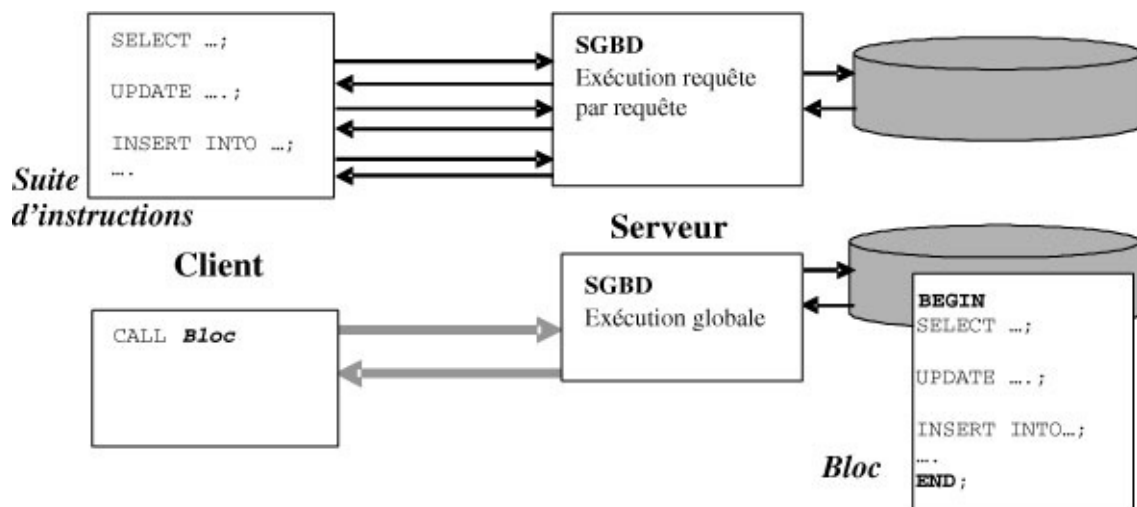 SELECT …;
UPDATE ….;
INSERT INTO …;
….
Suite
d'instructions
SGBD
Exécution requête
par requête
Client
Serveur
CALL Bloc
SGBD
Exécution globale
BEGIN
SELECT …;
UPDATE ….;
INSERT INTO…;
….
END;
Bloc